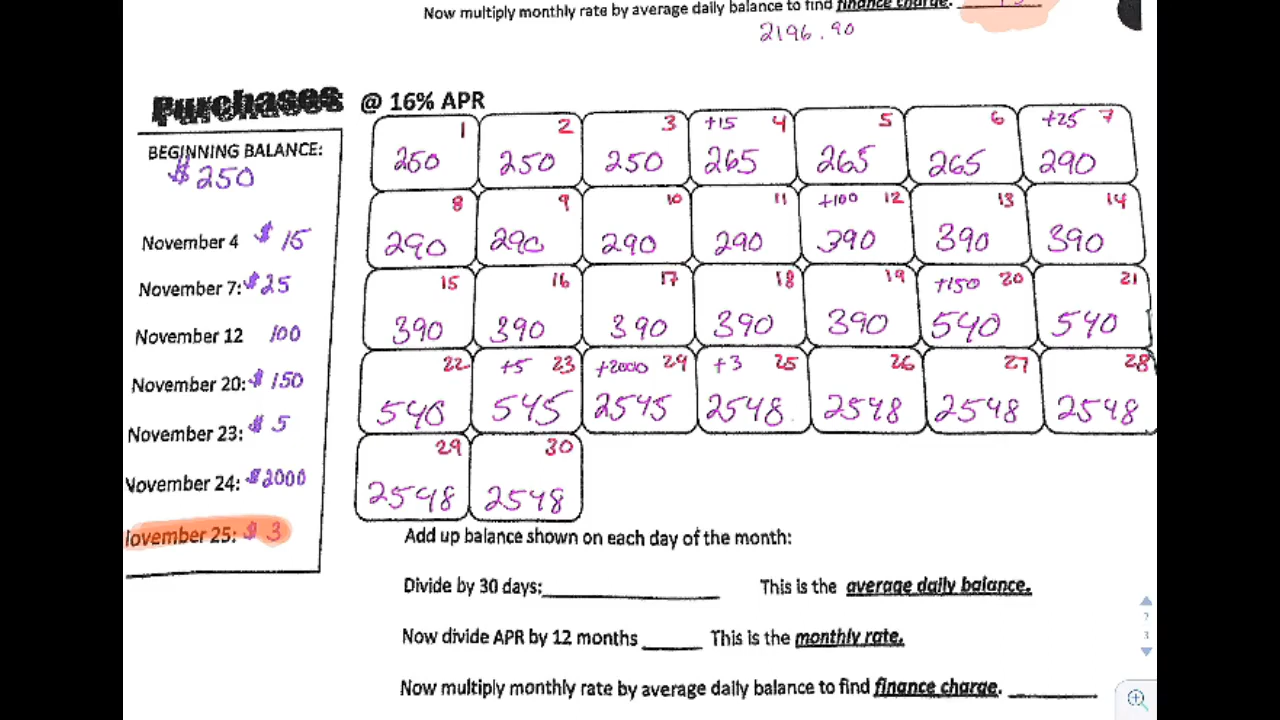 Now multiply monthly rate by average daily balance to find finance charge.
2196.90
Purchases @ 16% APR
BEGINNING BALANCE:
$250
November 4 $ 15
November 7: $25
November 12 100
November 20: $ 150
November 23: $ 5
November 24: $2000
ovember 25: $ 3
1 2 3 +15 4 5 6 +25 7
250 250 250 265 265 265 290
8 9 10 11 +100 12 13 14
290 290 290 290 390 390 390
15 16 17 18 19 +150 20 21
390 390 390 390 390 540 540
22 +5 23 +2000 24 +3 25 26 27 28
540 545 2545 2548 2548 2548 2548
29 30
2548 2548
Add up balance shown on each day of the month:
Divide by 30 days: This is the average daily balance.
Now divide APR by 12 months This is the monthly rate.
Now multiply monthly rate by average daily balance to find finance charge.
2
3